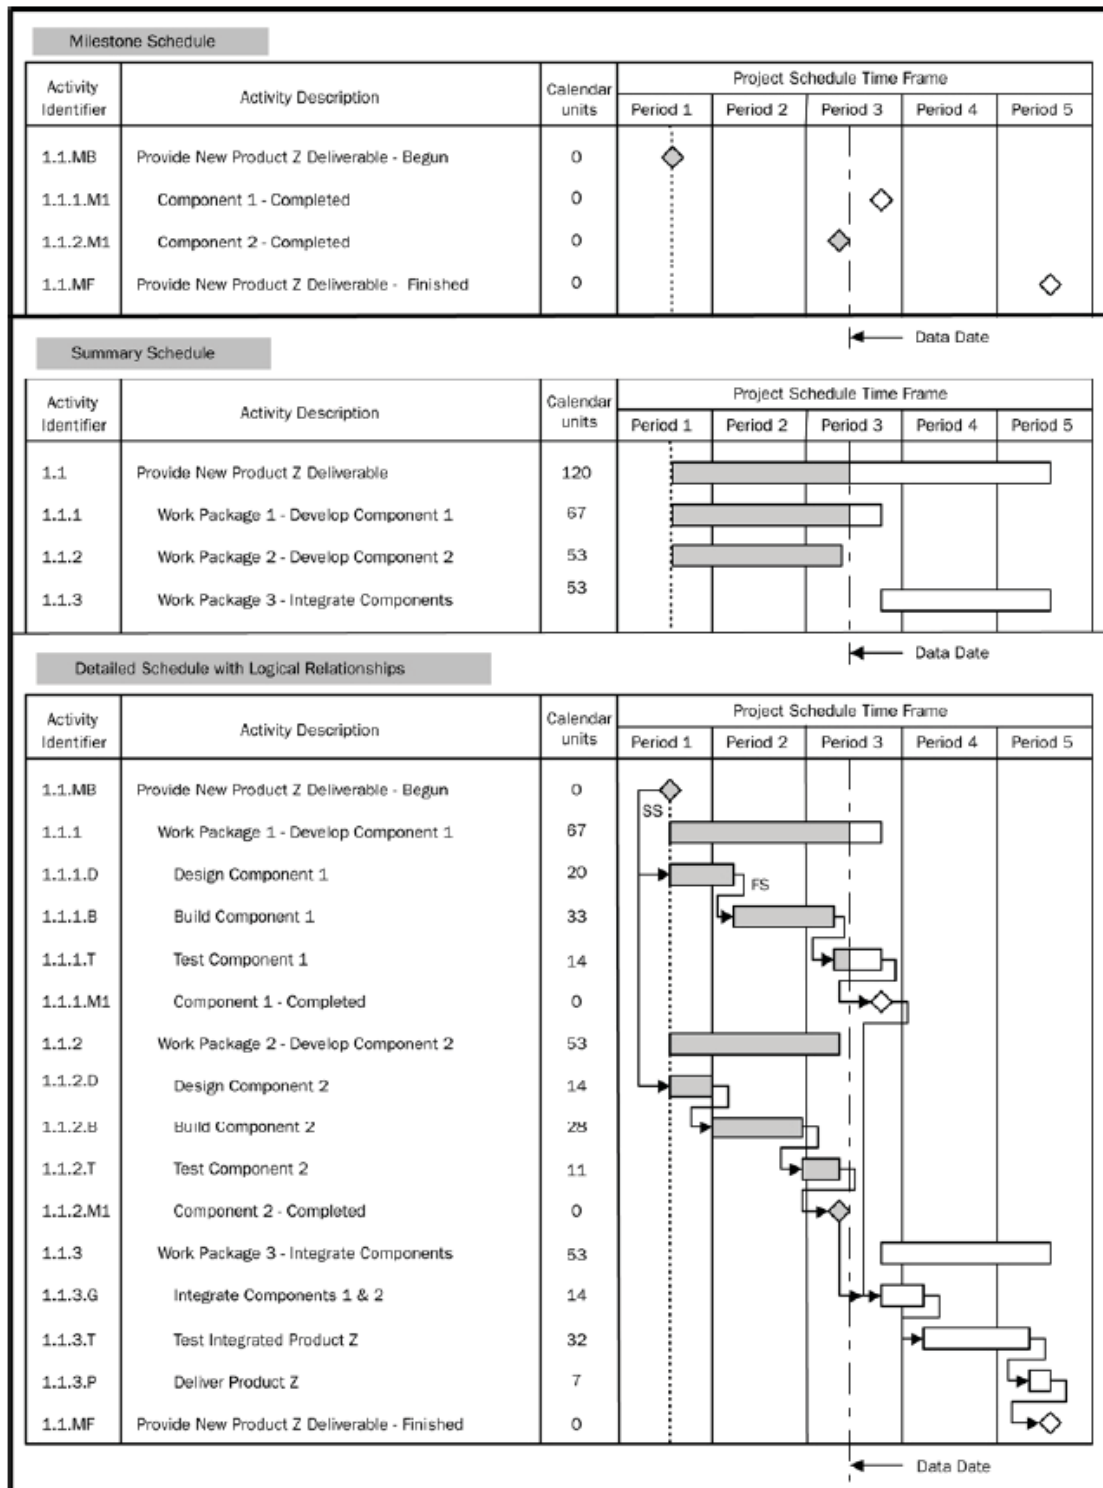 Milestone Schedule
Activity Identifier Activity Description Calendar units Project Schedule Time Frame
Period 1 Period 2 Period 3 Period 4 Period 5
1.1.MB Provide New Product Z Deliverable - Begun 0
1.1.1.M1 Component 1 - Completed 0
1.1.2.M1 Component 2 - Completed 0
1.1.MF Provide New Product Z Deliverable - Finished 0
Data Date
Summary Schedule
Activity Identifier Activity Description Calendar units Project Schedule Time Frame
Period 1 Period 2 Period 3 Period 4 Period 5
1.1 Provide New Product Z Deliverable 120
1.1.1 Work Package 1 - Develop Component 1 67
1.1.2 Work Package 2 - Develop Component 2 53
1.1.3 Work Package 3 - Integrate Components 53
Data Date
Detailed Schedule with Logical Relationships
Activity Identifier Activity Description Calendar units Project Schedule Time Frame
Period 1 Period 2 Period 3 Period 4 Period 5
1.1.MB Provide New Product Z Deliverable - Begun 0
SS
1.1.1 Work Package 1 - Develop Component 1 67
1.1.1.D Design Component 1 20
FS
1.1.1.B Build Component 1 33
1.1.1.T Test Component 1 14
1.1.1.M1 Component 1 - Completed 0
1.1.2 Work Package 2 - Develop Component 2 53
1.1.2.D Design Component 2 14
1.1.2.B Build Component 2 28
1.1.2.T Test Component 2 11
1.1.2.M1 Component 2 - Completed 0
1.1.3 Work Package 3 - Integrate Components 53
1.1.3.G Integrate Components 1 & 2 14
1.1.3.T Test Integrated Product Z 32
1.1.3.P Deliver Product Z 7
1.1.MF Provide New Product Z Deliverable - Finished 0
Data Date